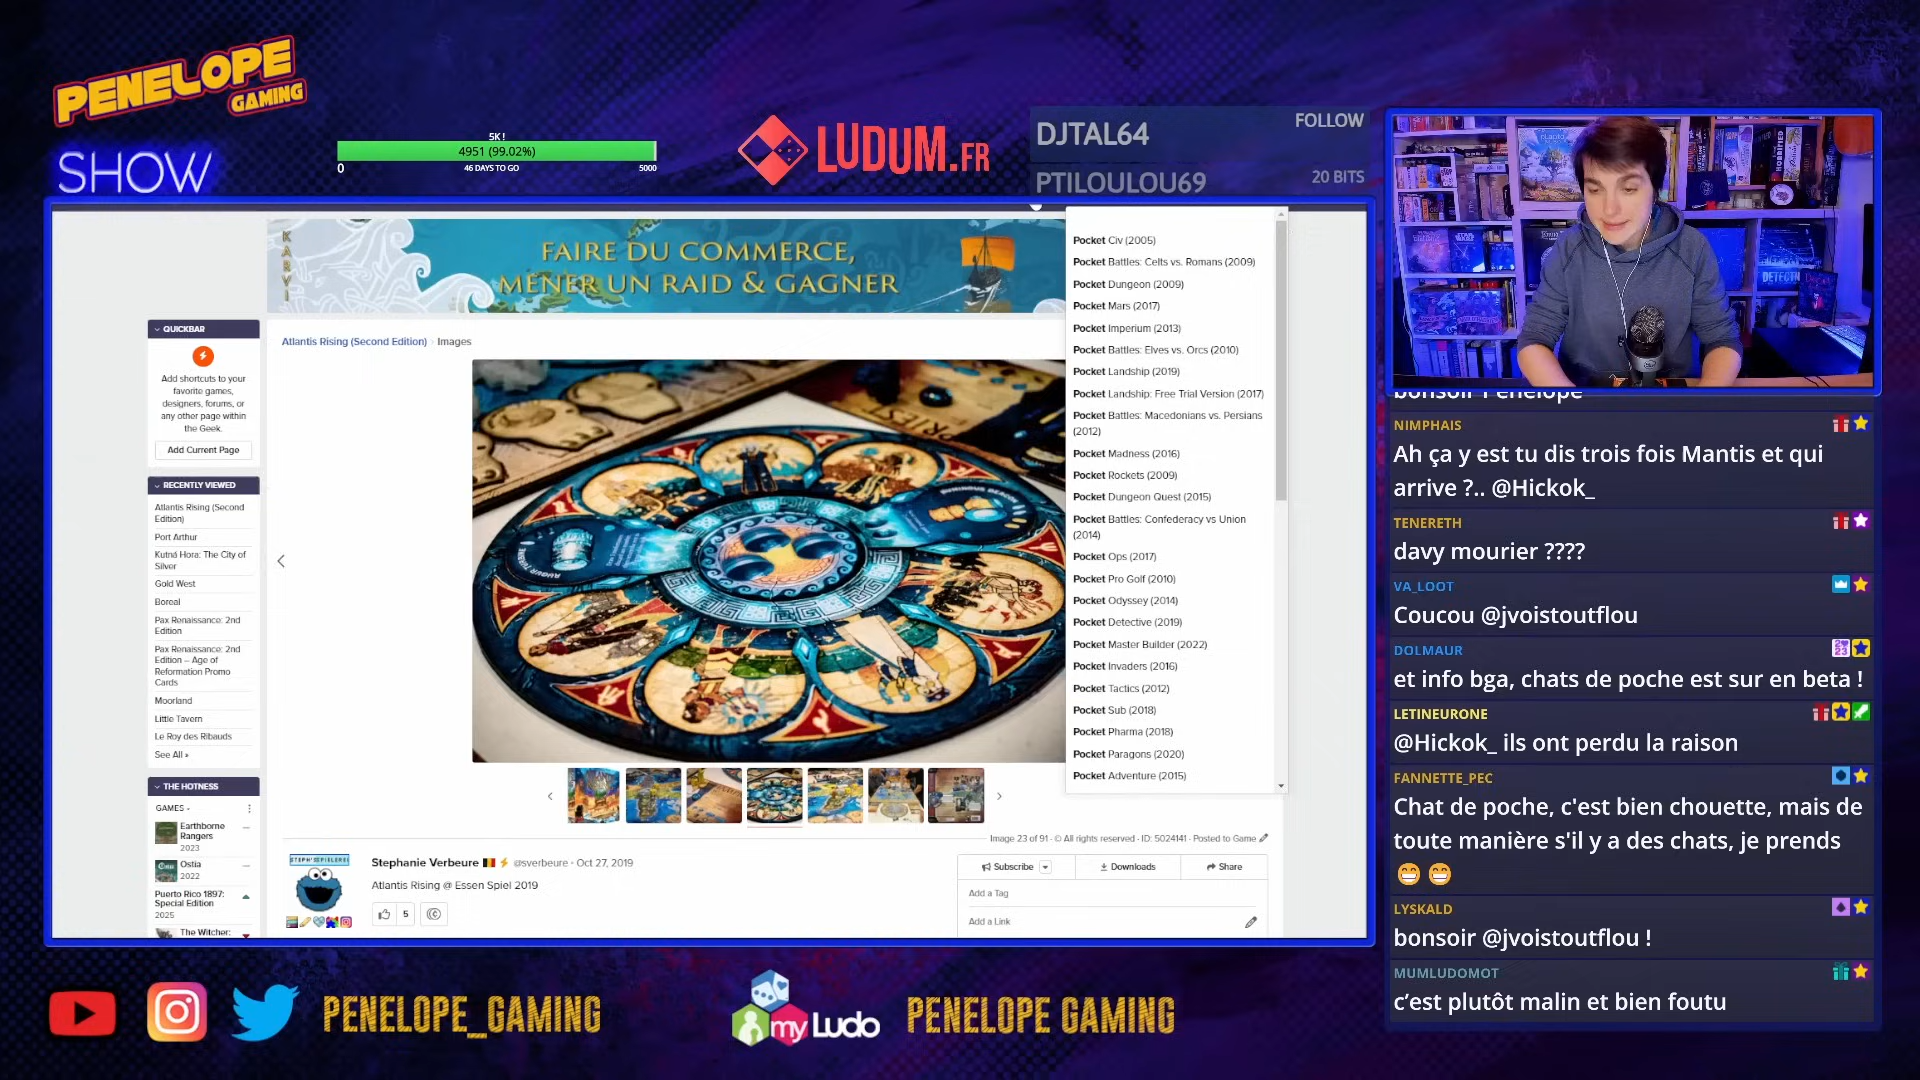 PENELOPE
GAMING
SHOW
5K !
4951 (99.02%)
0
46 DAYS TO GO
5000
LUDUM.FR
DJTAL64
FOLLOW
PTILOULOU69
20 BITS
KARVI
FAIRE DU COMMERCE,
MENER UN RAID & GAGNER
QUICKBAR
Add shortcuts to your
favorite games,
designers, forums, or
any other page within
the Geek.
Add Current Page
RECENTLY VIEWED
Atlantis Rising (Second
Edition)
Port Arthur
Kutná Hora: The City of
Silver
Gold West
Boreal
Pax Renaissance: 2nd
Edition
Pax Renaissance: 2nd
Edition – Age of
Reformation Promo
Cards
Moorland
Little Tavern
Le Roy des Ribauds
See All »
THE HOTNESS
GAMES
Earthborne
Rangers
2023
Ostia
2022
Puerto Rico 1897:
Special Edition
2025
The Witcher:
Atlantis Rising (Second Edition) › Images
Pocket Civ (2005)
Pocket Battles: Celts vs. Romans (2009)
Pocket Dungeon (2009)
Pocket Mars (2017)
Pocket Imperium (2013)
Pocket Battles: Elves vs. Orcs (2010)
Pocket Landship (2019)
Pocket Landship: Free Trial Version (2017)
Pocket Battles: Macedonians vs. Persians
(2012)
Pocket Madness (2016)
Pocket Rockets (2009)
Pocket Dungeon Quest (2015)
Pocket Battles: Confederacy vs Union
(2014)
Pocket Ops (2017)
Pocket Pro Golf (2010)
Pocket Odyssey (2014)
Pocket Detective (2019)
Pocket Master Builder (2022)
Pocket Invaders (2016)
Pocket Tactics (2012)
Pocket Sub (2018)
Pocket Pharma (2018)
Pocket Paragons (2020)
Pocket Adventure (2015)
Image 23 of 91 · © All rights reserved · ID: 5024141 · Posted to Game
Stephanie Verbeure @sverbeure · Oct 27, 2019
Atlantis Rising @ Essen Spiel 2019
5
Subscribe
Downloads
Share
Add a Tag
Add a Link
bonsoir Penelope
NIMPHAIS
Ah ça y est tu dis trois fois Mantis et qui
arrive ?.. @Hickok_
TENERETH
davy mourier ????
VA_LOOT
Coucou @jvoistoutflou
DOLMAUR
et info bga, chats de poche est sur en beta !
LETINEURONE
@Hickok_ ils ont perdu la raison
FANNETTE_PEC
Chat de poche, c'est bien chouette, mais de
toute manière s'il y a des chats, je prends
😁 😁
LYSKALD
bonsoir @jvoistoutflou !
MUMLUDOMOT
c’est plutôt malin et bien foutu
PENELOPE_GAMING
myLudo
PENELOPE GAMING